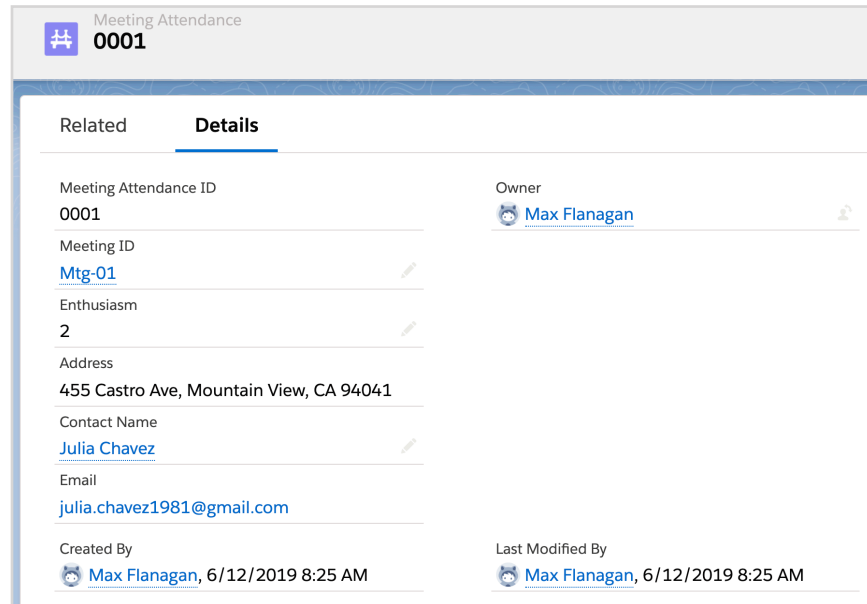 Meeting Attendance
0001
Related
Details
Meeting Attendance ID
0001
Owner
Max Flanagan
Meeting ID
Mtg-01
Enthusiasm
2
Address
455 Castro Ave, Mountain View, CA 94041
Contact Name
Julia Chavez
Email
julia.chavez1981@gmail.com
Created By
Max Flanagan, 6/12/2019 8:25 AM
Last Modified By
Max Flanagan, 6/12/2019 8:25 AM